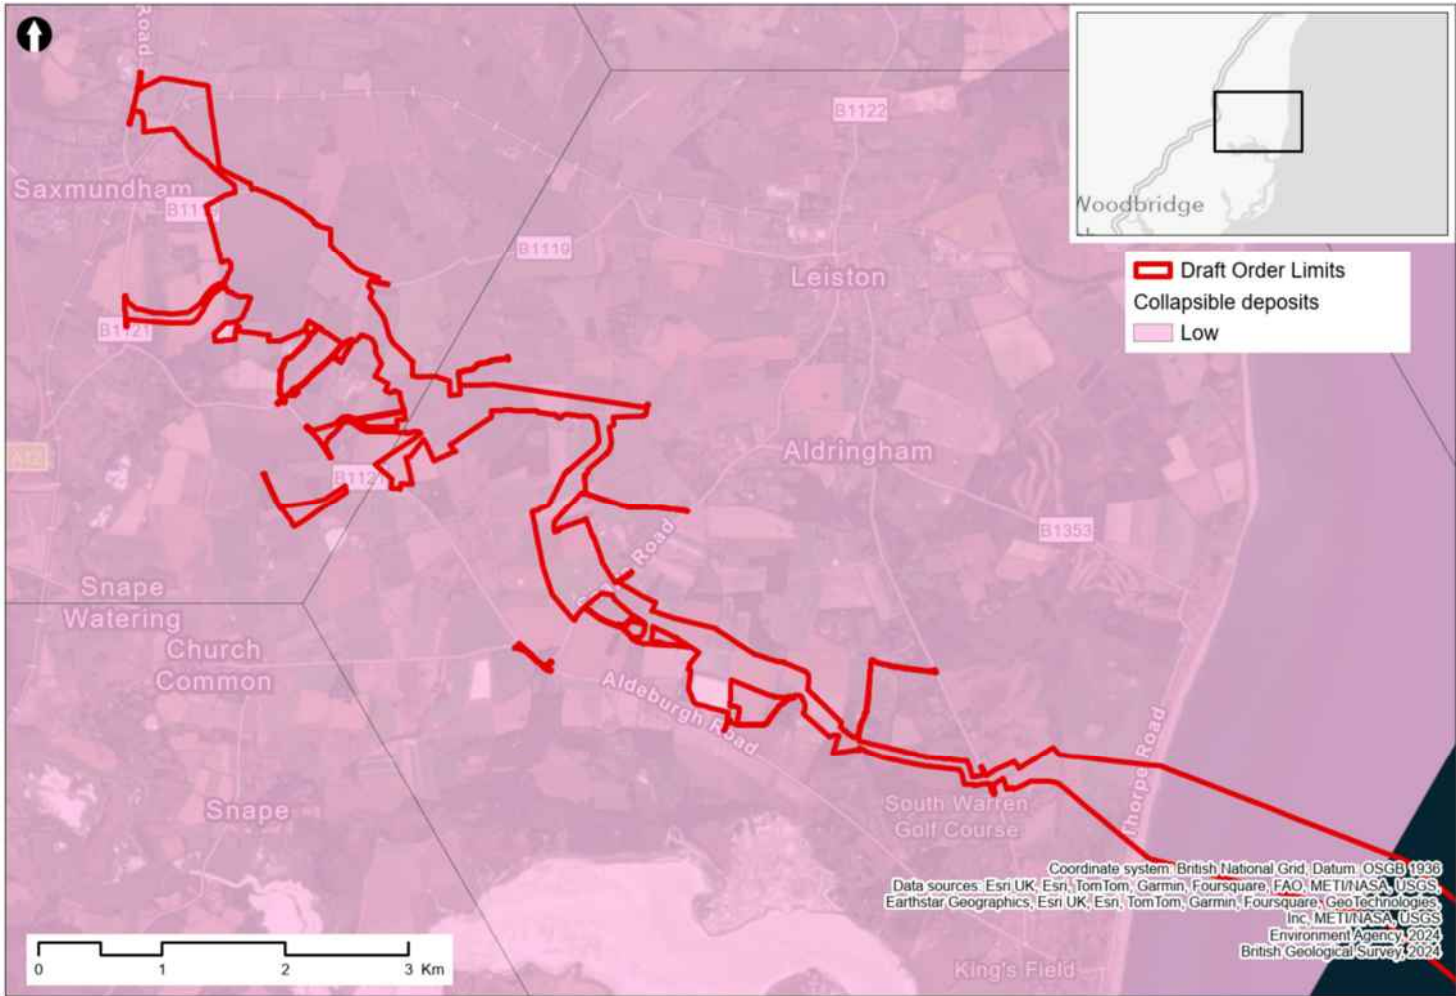 Road
Woodbridge
Saxmundham
B1122
B1119
Leiston
Draft Order Limits
Collapsible deposits
Low
B1121
Aldringham
A12
B1121
B1353
Snape
Watering
Church
Common
Road
Aldeburgh Road
Thorpe Road
Snape
South Warren
Golf Course
King's Field
Coordinate system: British National Grid, Datum: OSGB 1936
Data sources: Esri UK, Esri, TomTom, Garmin, Foursquare, FAO, METI/NASA, USGS
Earthstar Geographics, Esri UK, Esri, TomTom, Garmin, Foursquare, GeoTechnologies,
Inc, METI/NASA, USGS
Environment Agency, 2024
British Geological Survey, 2024
0 1 2 3 Km